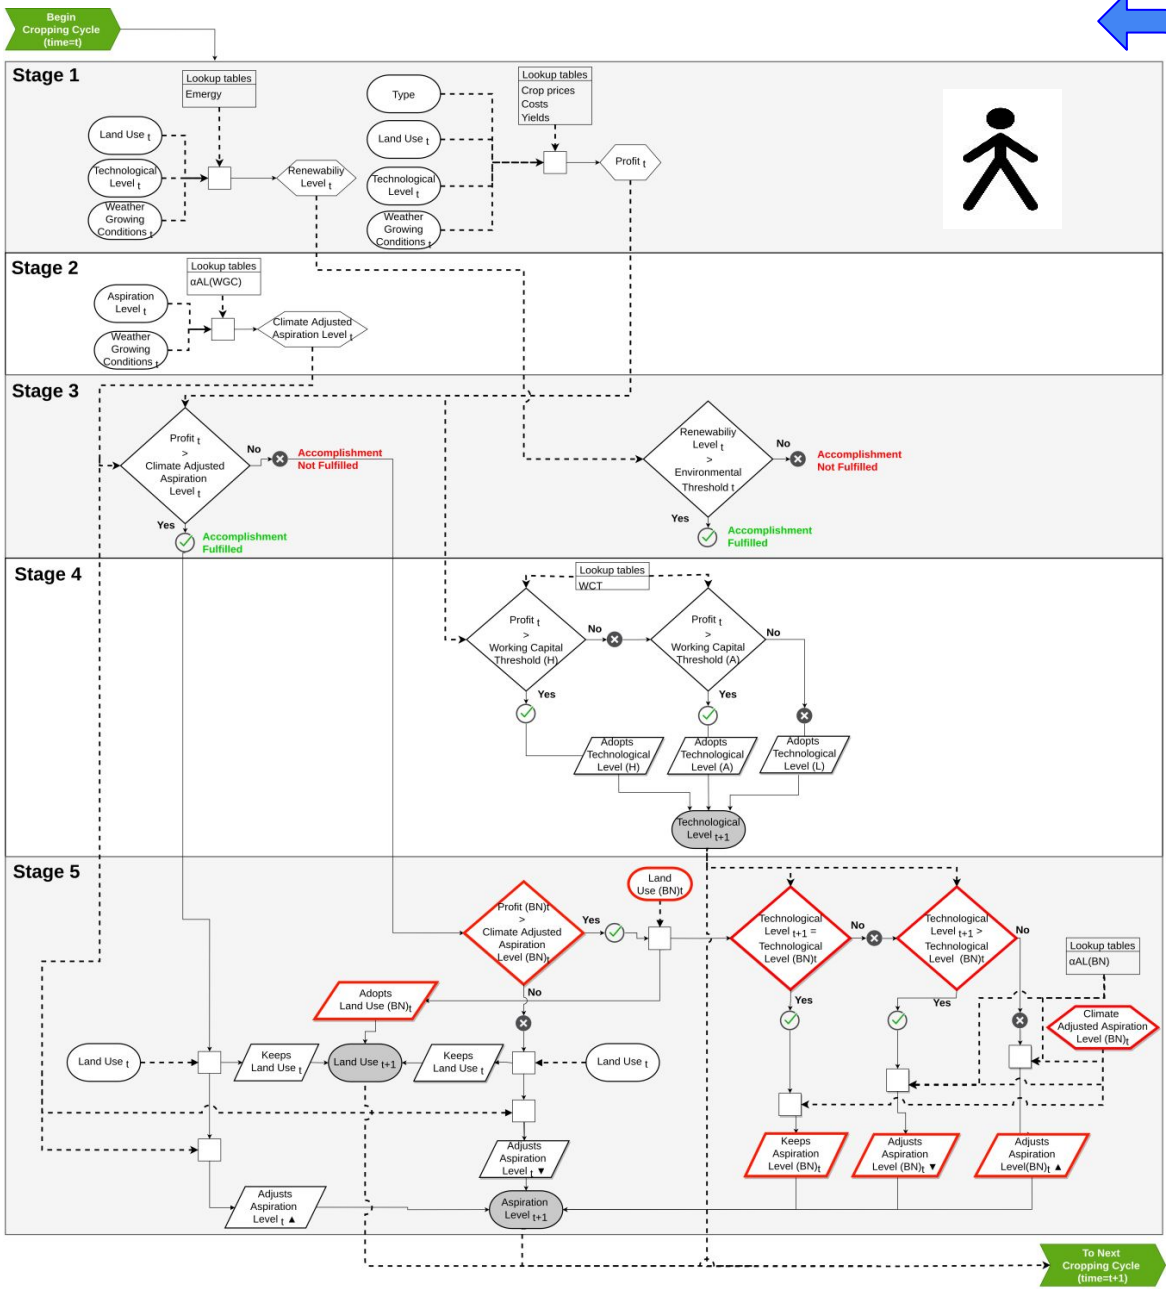 Begin
Cropping Cycle
(time=t)
Stage 1
Lookup tables
Emergy
Land Use t
Technological
Level t
Weather
Growing
Conditions t
Renewabiliy
Level t
Type
Land Use t
Technological
Level t
Weather
Growing
Conditions t
Lookup tables
Crop prices
Costs
Yields
Profit t
Stage 2
Lookup tables
αAL(WGC)
Aspiration
Level t
Weather
Growing
Conditions t
Climate Adjusted
Aspiration Level t
Stage 3
Profit t
>
Climate Adjusted
Aspiration
Level t
No
Accomplishment
Not Fulfilled
Yes
Accomplishment
Fulfilled
Renewabiliy
Level t
>
Environmental
Threshold t
No
Accomplishment
Not Fulfilled
Yes
Accomplishment
Fulfilled
Stage 4
Lookup tables
WCT
Profit t
>
Working Capital
Threshold (H)
No
Yes
Profit t
>
Working Capital
Threshold (A)
No
Yes
Adopts
Technological
Level (H)
Adopts
Technological
Level (A)
Adopts
Technological
Level (L)
Technological
Level t+1
Stage 5
Profit (BN)t
>
Climate Adjusted
Aspiration
Level (BN)t
Yes
No
Land
Use (BN)t
Technological
Level t+1 =
Technological
Level (BN)t
No
Yes
Technological
Level t+1 >
Technological
Level (BN)t
No
Yes
Lookup tables
αAL(BN)
Climate
Adjusted Aspiration
Level (BN)t
Adopts
Land Use (BN)t
Land Use t
Keeps
Land Use t
Land Use t+1
Keeps
Land Use t
Land Use t
Adjusts
Aspiration
Level t ▼
Keeps
Aspiration
Level (BN)t
Adjusts
Aspiration
Level (BN)t ▼
Adjusts
Aspiration
Level(BN)t ▲
Adjusts
Aspiration
Level t ▲
Aspiration
Level t+1
To Next
Cropping Cycle
(time=t+1)